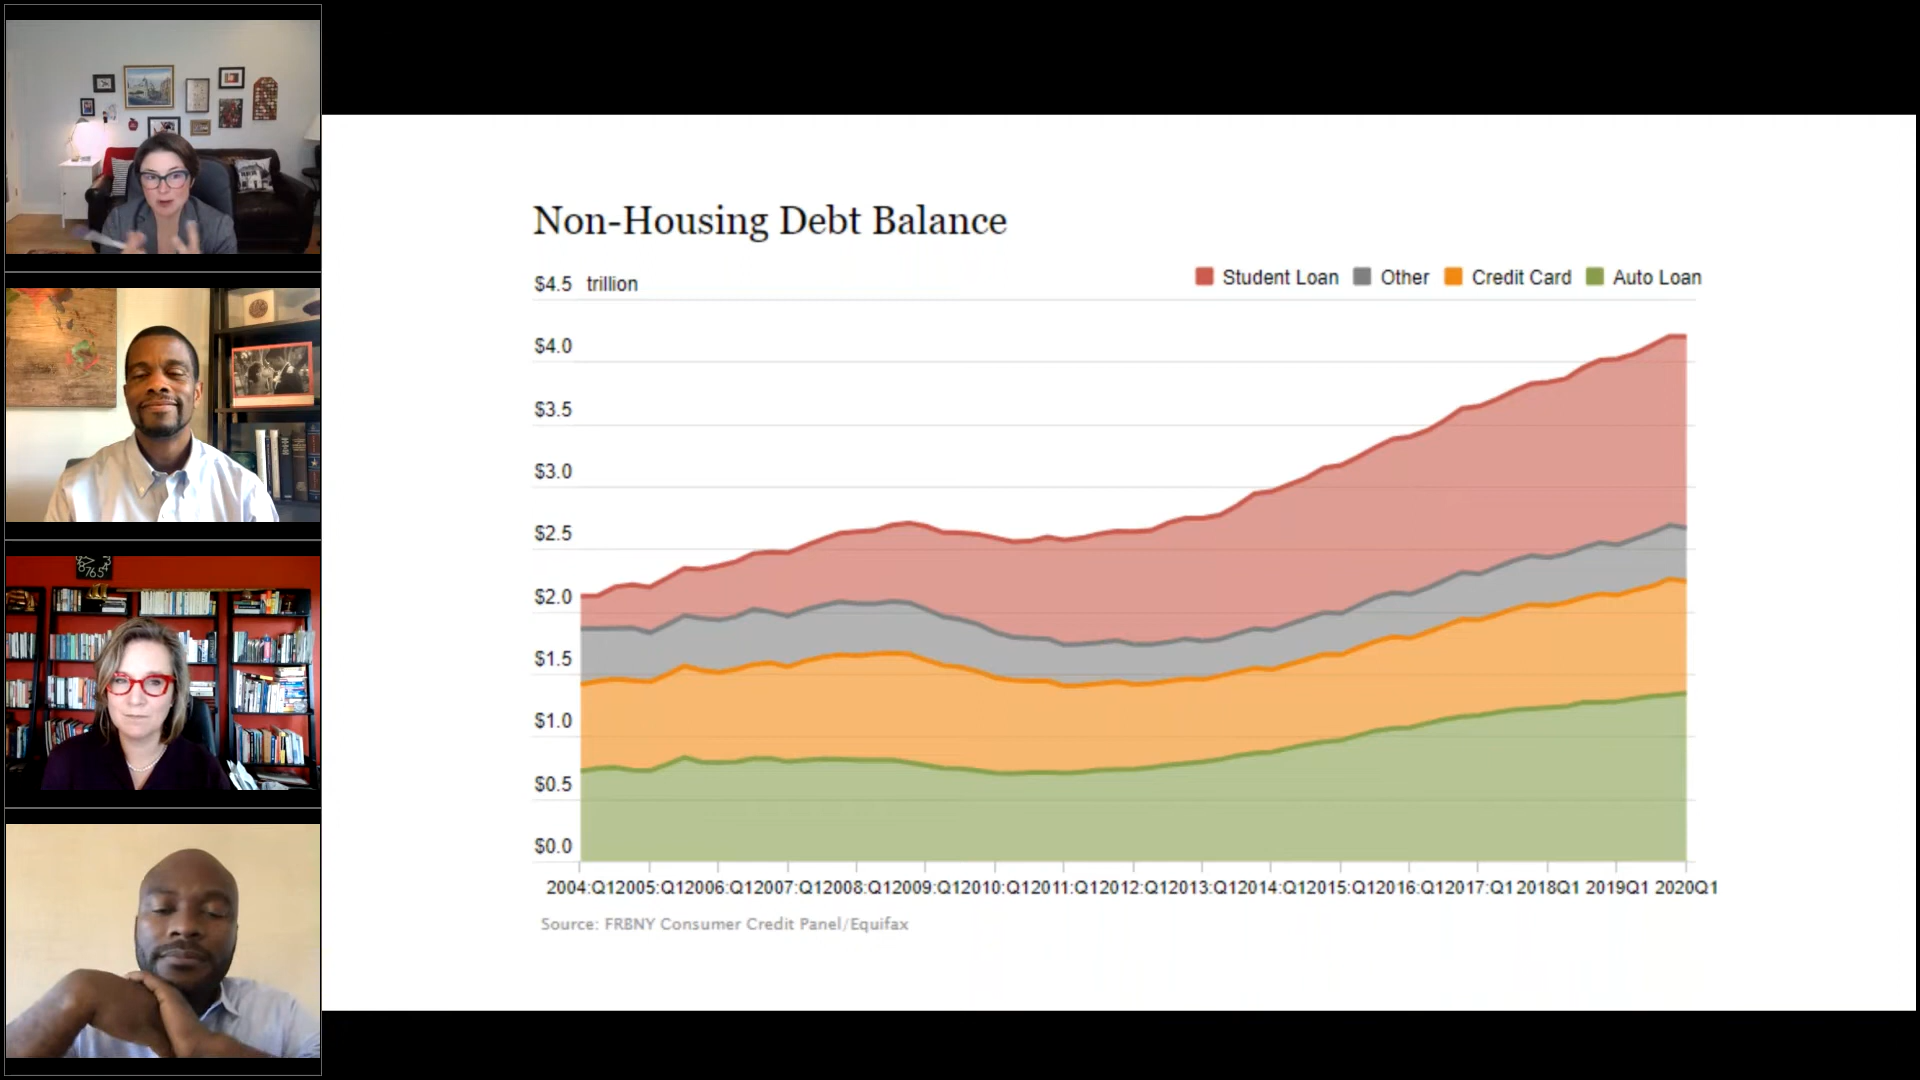 Non-Housing Debt Balance
$4.5 trillion
Student Loan Other Credit Card Auto Loan
$4.0
$3.5
$3.0
$2.5
$2.0
$1.5
$1.0
$0.5
$0.0
2004:Q12005:Q12006:Q12007:Q12008:Q12009:Q12010:Q12011:Q12012:Q12013:Q12014:Q12015:Q12016:Q12017:Q1 2018Q1 2019Q1 2020Q1
Source: FRBNY Consumer Credit Panel/Equifax